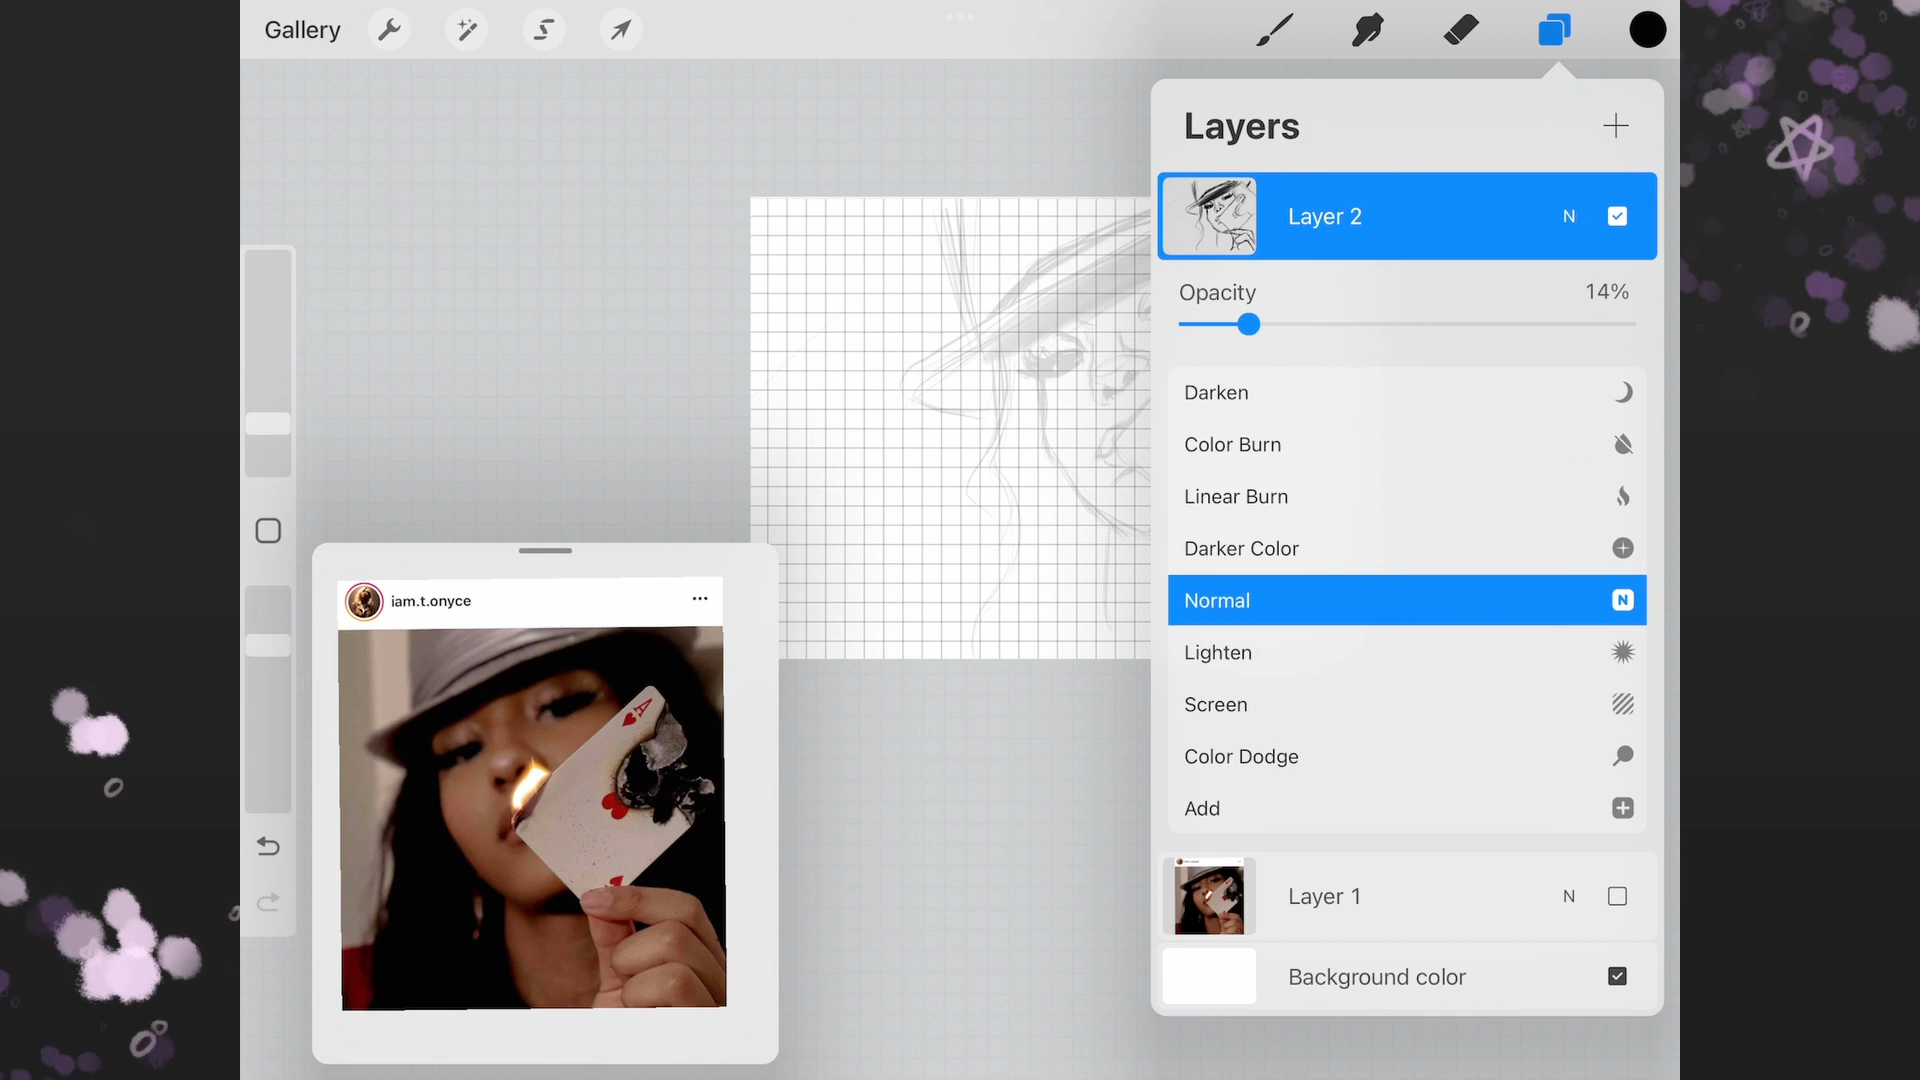 Gallery
Layers
Layer 2 N
Opacity 14%
Darken
Color Burn
Linear Burn
Darker Color
Normal N
Lighten
Screen
Color Dodge
Add
Layer 1 N
Background color
iam.t.onyce
A